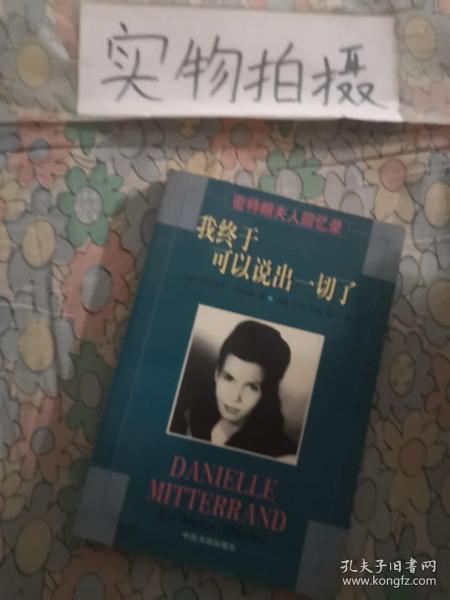 实物拍摄
密特朗夫人回忆录
我终于
可以说出一切了
DANIELLE
MITTERRAND
孔夫子旧书网
www.kongfz.com